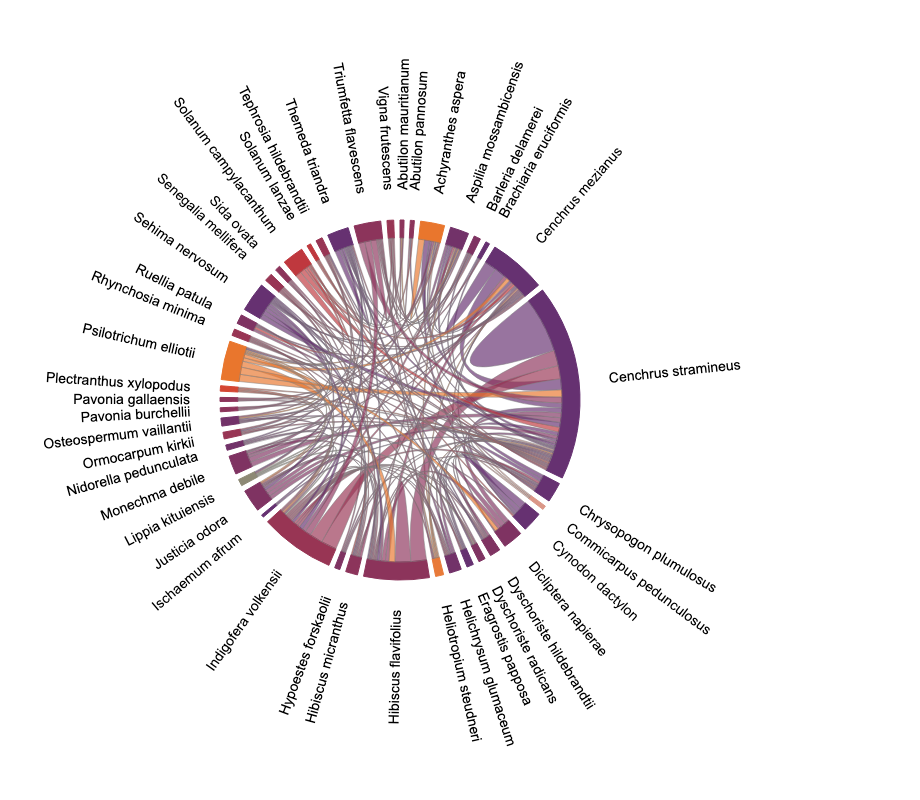 Abutilon mauritianum
Abutilon pannosum
Achyranthes aspera
Aspilia mossambicensis
Barleria delamerei
Brachiaria eruciformis
Cenchrus mezianus
Cenchrus stramineus
Chrysopogon plumulosus
Commicarpus pedunculosus
Cynodon dactylon
Dicliptera napierae
Dyschoriste hildebrandtii
Dyschoriste radicans
Eragrostis papposa
Helichrysum glumaceum
Heliotropium steudneri
Hibiscus flavifolius
Hibiscus micranthus
Hypoestes forskaolii
Indigofera volkensii
Ischaemum afrum
Justicia odora
Lippia kituiensis
Monechma debile
Nidorella pedunculata
Ormocarpum kirkii
Osteospermum vaillantii
Pavonia burchellii
Pavonia gallaensis
Plectranthus xylopodus
Psilotrichum elliotii
Rhynchosia minima
Ruellia patula
Sehima nervosum
Senegalia mellifera
Sida ovata
Solanum campylacanthum
Solanum lanzae
Tephrosia hildebrandtii
Themeda triandra
Triumfetta flavescens
Vigna frutescens